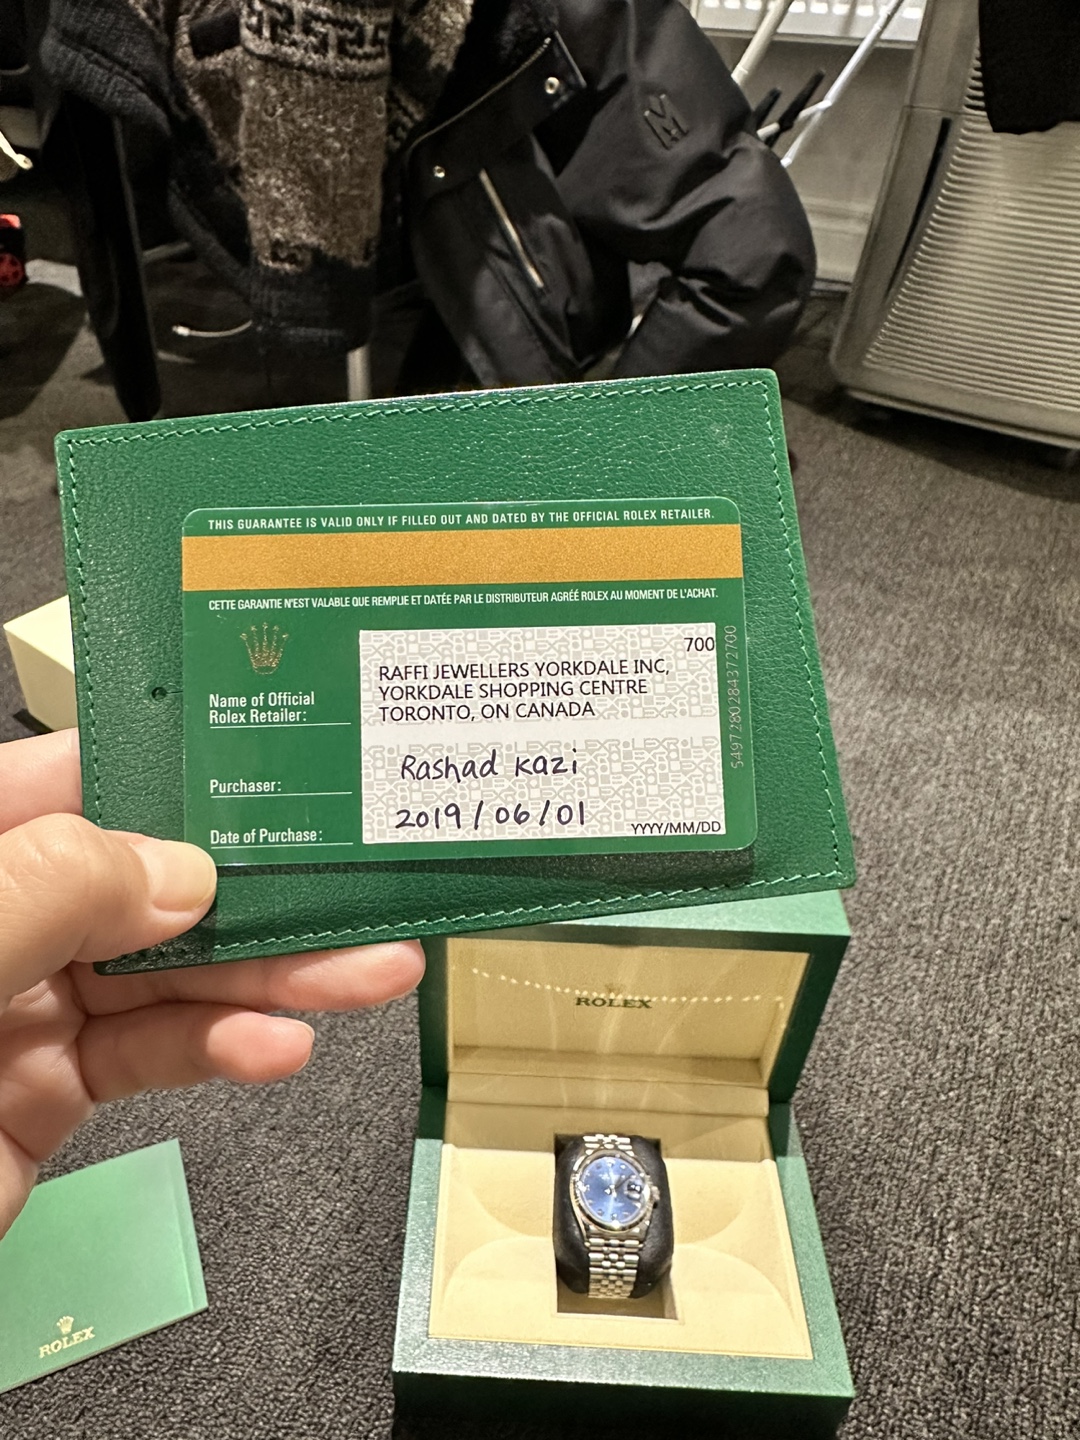 M
THIS GUARANTEE IS VALID ONLY IF FILLED OUT AND DATED BY THE OFFICIAL ROLEX RETAILER.
CETTE GARANTIE N'EST VALABLE QUE REMPLIE ET DATÉE PAR LE DISTRIBUTEUR AGRÉÉ ROLEX AU MOMENT DE L'ACHAT.
700
Name of Official
Rolex Retailer:
RAFFI JEWELLERS YORKDALE INC,
YORKDALE SHOPPING CENTRE
TORONTO, ON CANADA
Purchaser:
Rashad Kazi
Date of Purchase:
2019/06/01
YYYY/MM/DD
5497280284372700
ROLEX
ROLEX